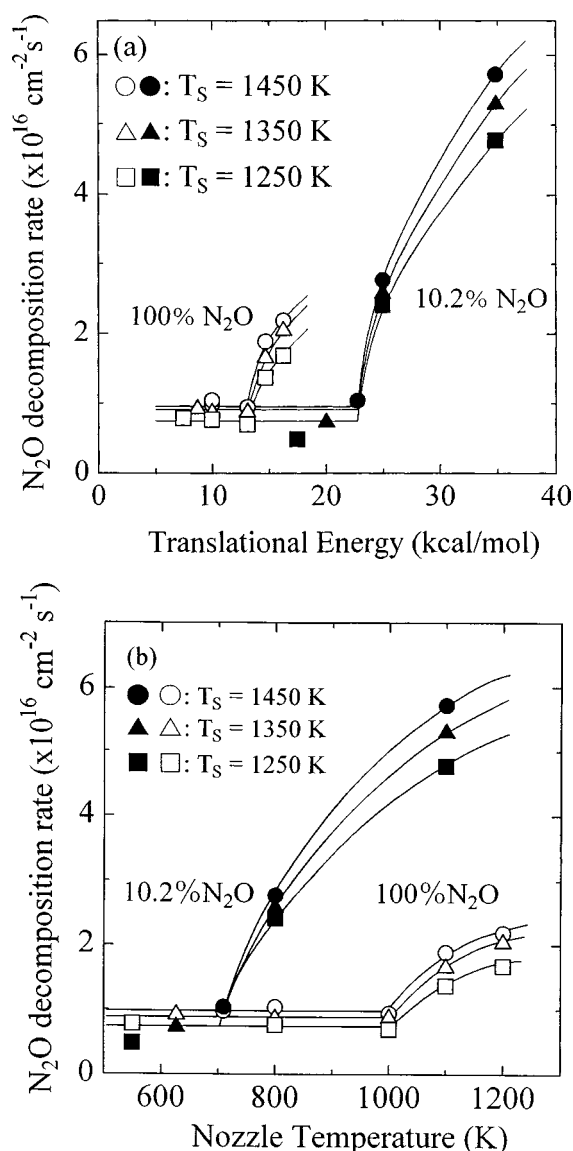 (a)
○●: T_S = 1450 K
△▲: T_S = 1350 K
□■: T_S = 1250 K
100% N₂O
10.2% N₂O
N₂O decomposition rate (x10¹⁶ cm⁻²s⁻¹)
6
4
2
0
0 10 20 30 40
Translational Energy (kcal/mol)
(b)
●○: T_S = 1450 K
▲△: T_S = 1350 K
■□: T_S = 1250 K
10.2%N₂O
100%N₂O
N₂O decomposition rate (x10¹⁶ cm⁻²s⁻¹)
6
4
2
0
600 800 1000 1200
Nozzle Temperature (K)